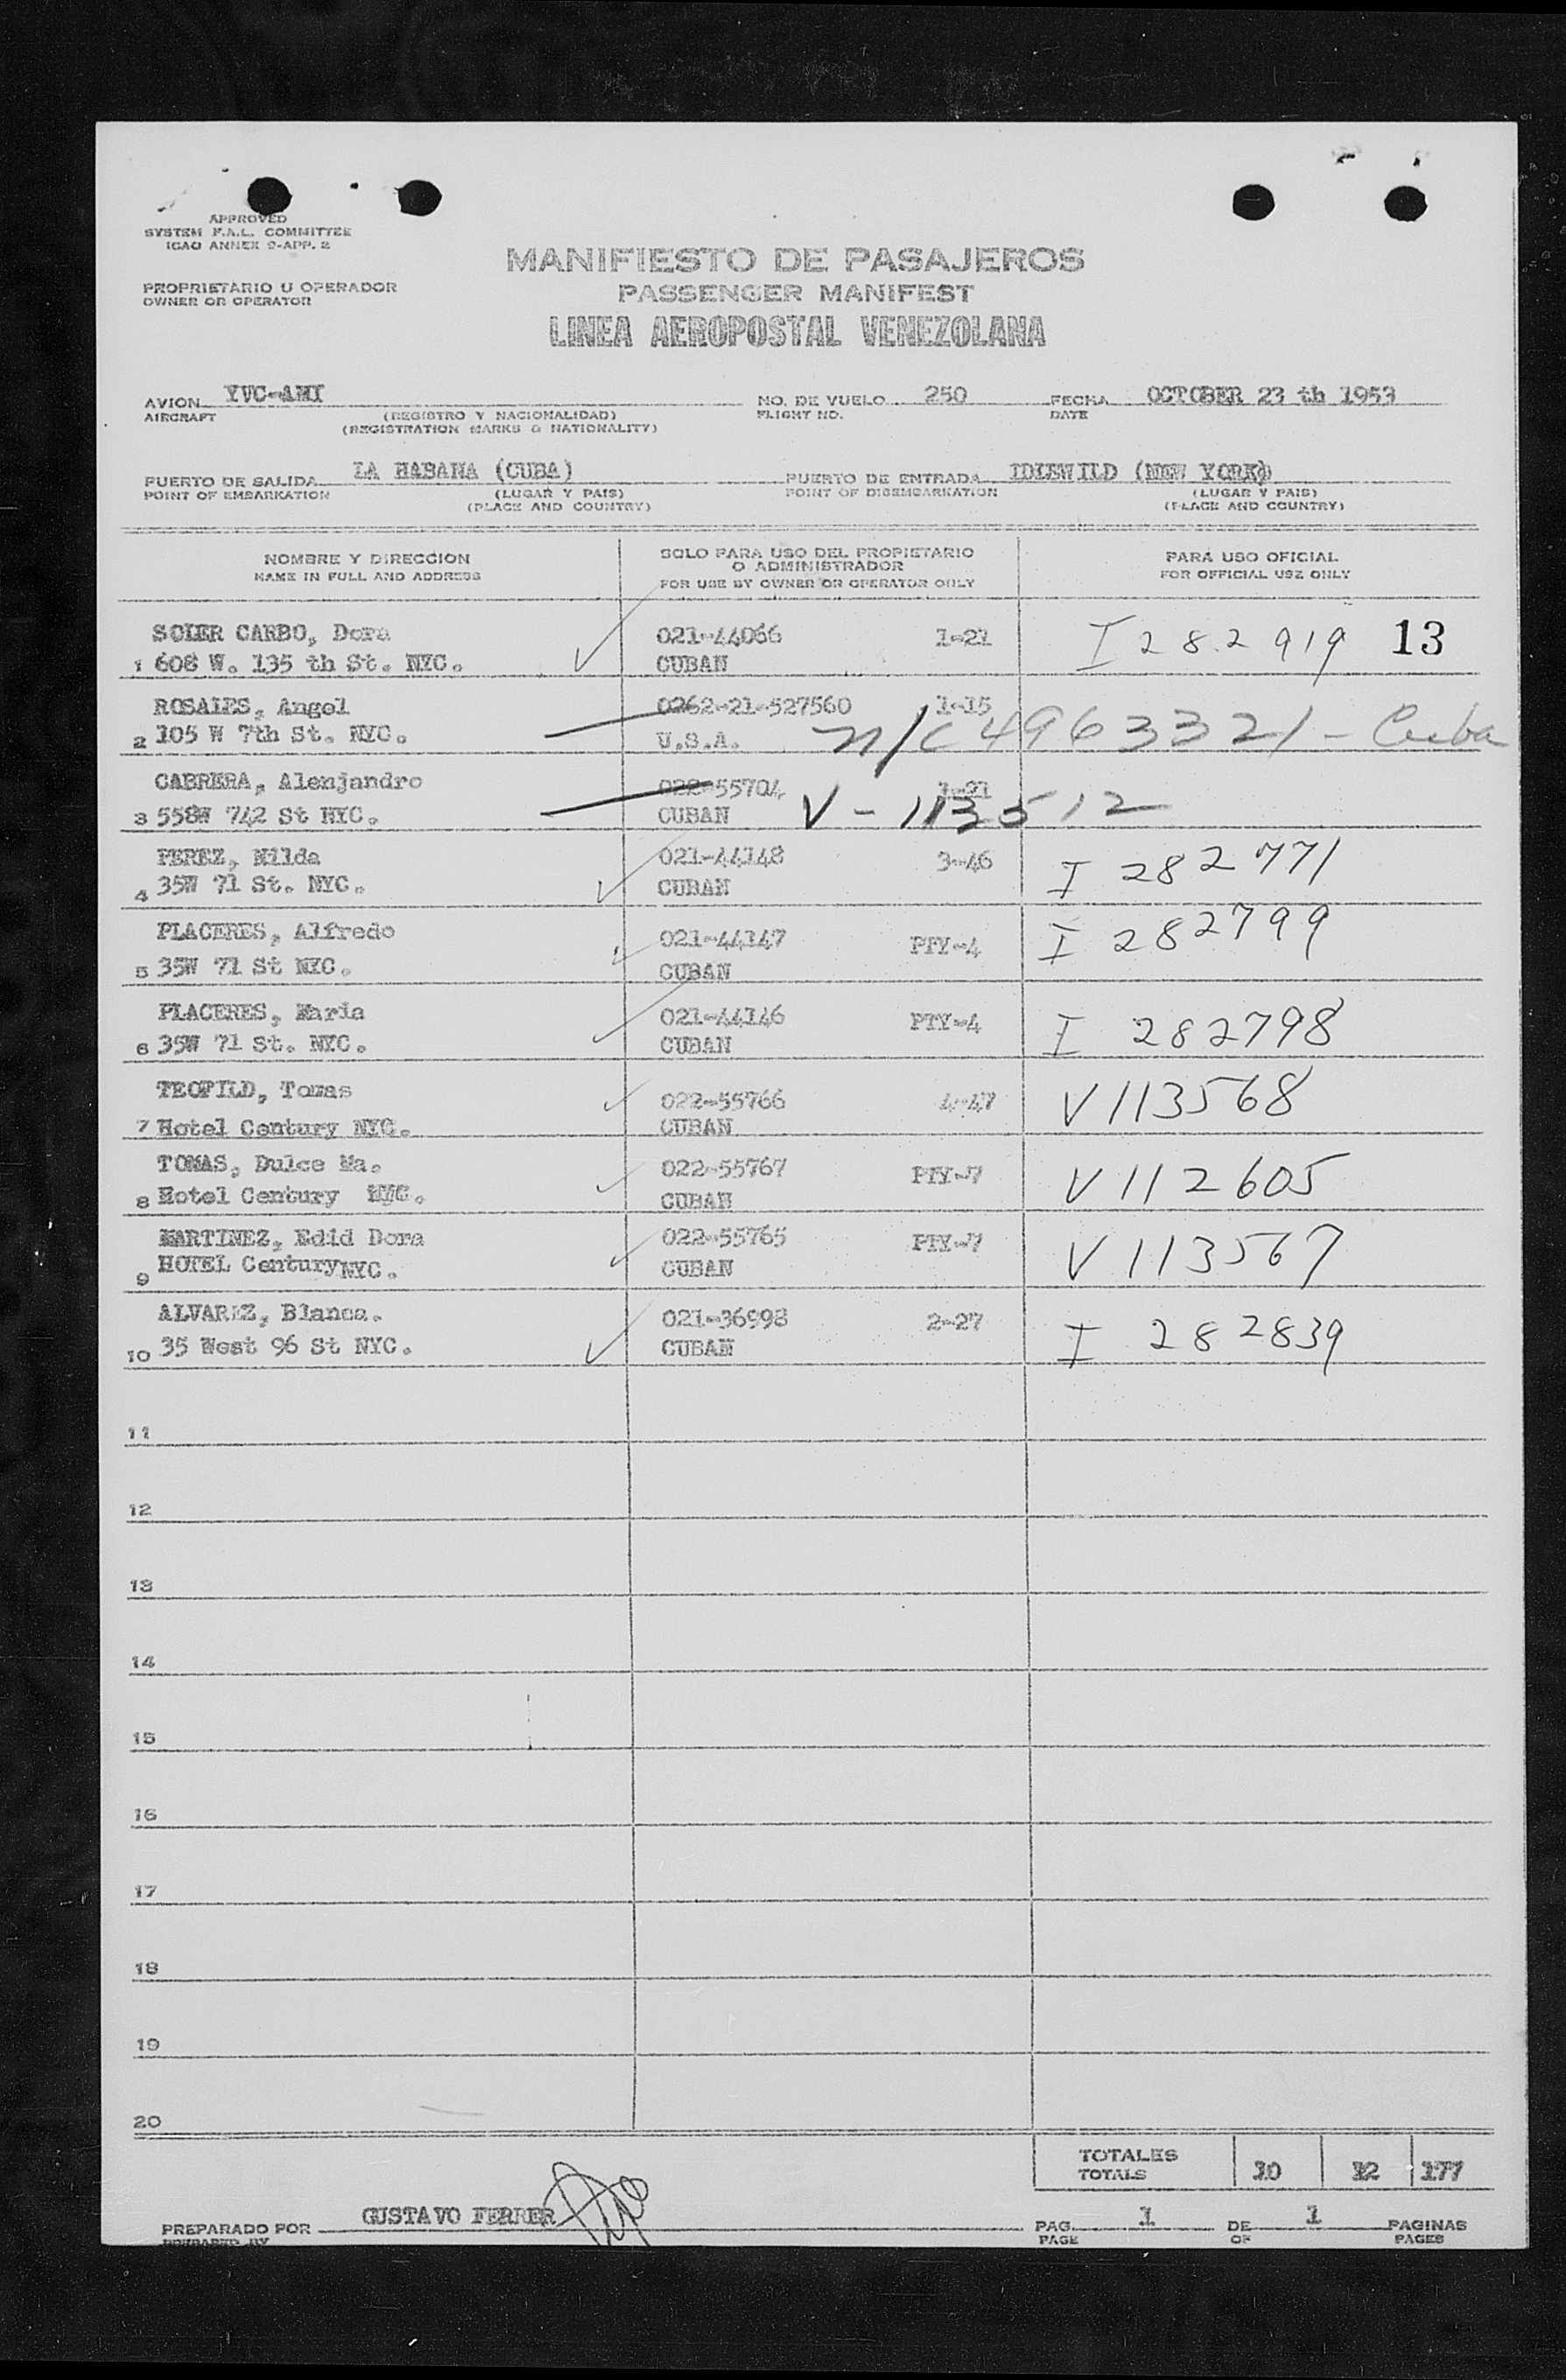 APPROVED
SYSTEM F.A.L. COMMITTEE
ICAO ANNEX 9-APP. 2
MANIFIESTO DE PASAJEROS
PROPRIETARIO U OPERADOR
OWNER OR OPERATOR
PASSENGER MANIFEST
LINEA AEROPOSTAL VENEZOLANA
AVION YVC-AMI NO. DE VUELO 250 FECHA OCTOBER 23 th 1953
AIRCRAFT (REGISTRO Y NACIONALIDAD) FLIGHT NO. DATE
(REGISTRATION MARKS & NATIONALITY)
PUERTO DE SALIDA LA HABANA (CUBA) PUERTO DE ENTRADA IDLEWILD (NEW YORK)
POINT OF EMBARKATION (LUGAR Y PAIS) POINT OF DISEMBARKATION (LUGAR Y PAIS)
(PLACE AND COUNTRY) (PLACE AND COUNTRY)
NOMBRE Y DIRECCION SOLO PARA USO DEL PROPIETARIO O ADMINISTRADOR PARA USO OFICIAL
NAME IN FULL AND ADDRESS FOR USE BY OWNER OR OPERATOR ONLY FOR OFFICIAL USE ONLY
SOLER CARBO, Dora 021-44066 1-21 I 282919 13
1 608 W. 135 th St. NYC. CUBAN
ROSALES, Angel 0262-21-527560 1-15
2 105 W 7th St. NYC. U.S.A. n/c 4963321 - Cuba
CABRERA, Alenjandro 022-55704 1-21
3 558W 742 St NYC. CUBAN V-113512
PEREZ, Nilda 021-44148 3-46 I 282771
4 35W 71 St. NYC. CUBAN
PLACERES, Alfredo 021-44147 PTY-4 I 282799
5 35W 71 St NYC. CUBAN
PLACERES, Maria 021-44146 PTY-4 I 282798
6 35W 71 St. NYC. CUBAN
TEOFILD, Tomas 022-55766 4-47 V 113568
7 Hotel Century NYC. CUBAN
TOMAS, Dulce Ma. 022-55767 PTY-7 V 112605
8 Hotel Century NYC. CUBAN
MARTINEZ, Edid Dora 022-55765 PTY-7 V 113567
9 HOTEL Century NYC. CUBAN
ALVAREZ, Blanca. 021-36998 2-27 I 282839
10 35 West 96 St NYC. CUBAN
11
12
13
14
15
16
17
18
19
20
TOTALES 10 12 177
TOTALS
PREPARADO POR GUSTAVO FERRER PAG. 1 DE 1 PAGINAS
PREPARED BY PAGE OF PAGES